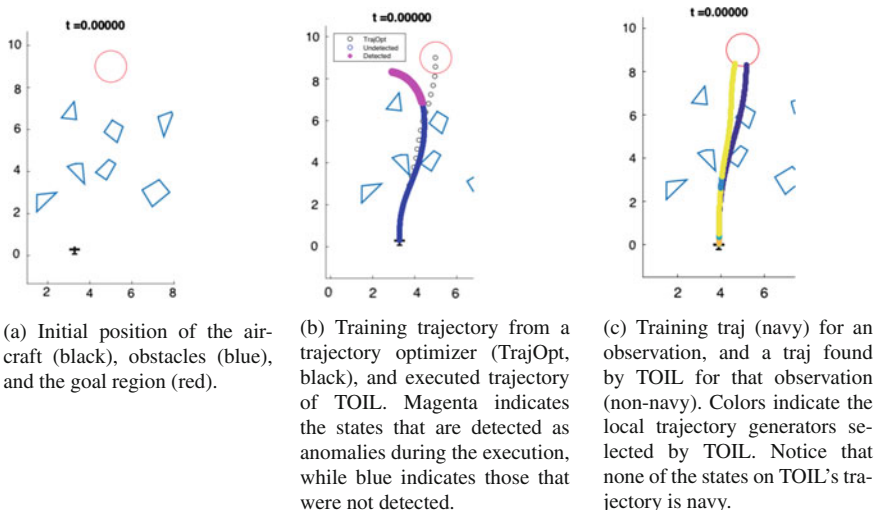 t =0.00000
10
8
6
4
2
0
2
4
6
8
(a) Initial position of the air-
craft (black), obstacles (blue),
and the goal region (red).
t =0.00000
TrajOpt
Undetected
Detected
10
8
6
4
2
0
0
2
4
6
(b) Training trajectory from a
trajectory optimizer (TrajOpt,
black), and executed trajectory
of TOIL. Magenta indicates
the states that are detected as
anomalies during the execution,
while blue indicates those that
were not detected.
t =0.00000
10
8
6
4
2
0
2
4
6
(c) Training traj (navy) for an
observation, and a traj found
by TOIL for that observation
(non-navy). Colors indicate the
local trajectory generators se-
lected by TOIL. Notice that
none of the states on TOIL's tra-
jectory is navy.